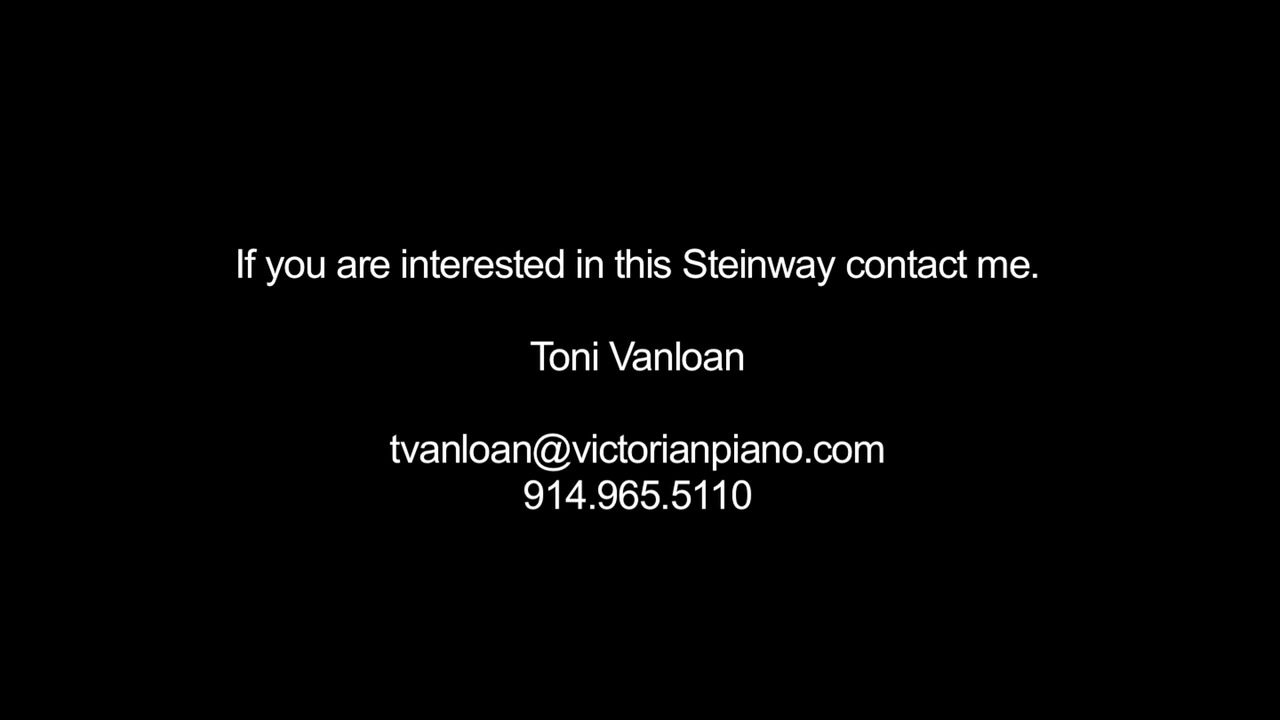 If you are interested in this Steinway contact me.
Toni Vanloan
tvanloan@victorianpiano.com
914.965.5110